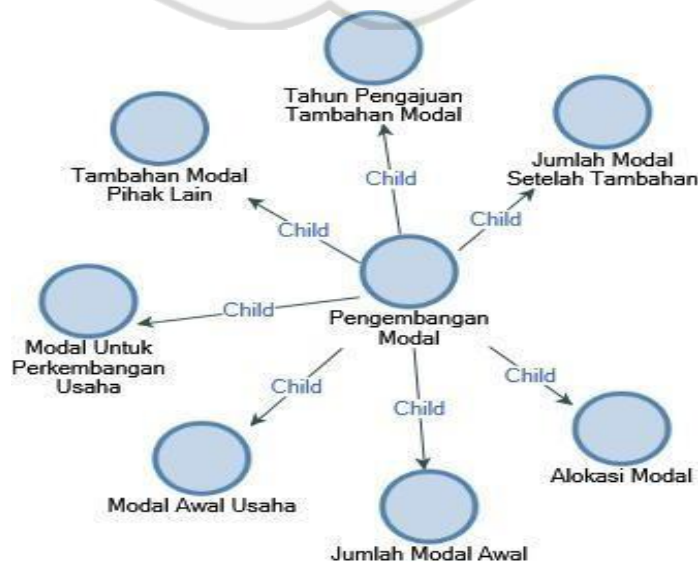 Tahun Pengajuan
Tambahan Modal
Tambahan Modal
Pihak Lain
Jumlah Modal
Setelah Tambahan
Child
Child
Child
Child
Pengembangan
Modal
Modal Untuk
Perkembangan
Usaha
Child
Child
Child
Modal Awal Usaha
Alokasi Modal
Jumlah Modal Awal